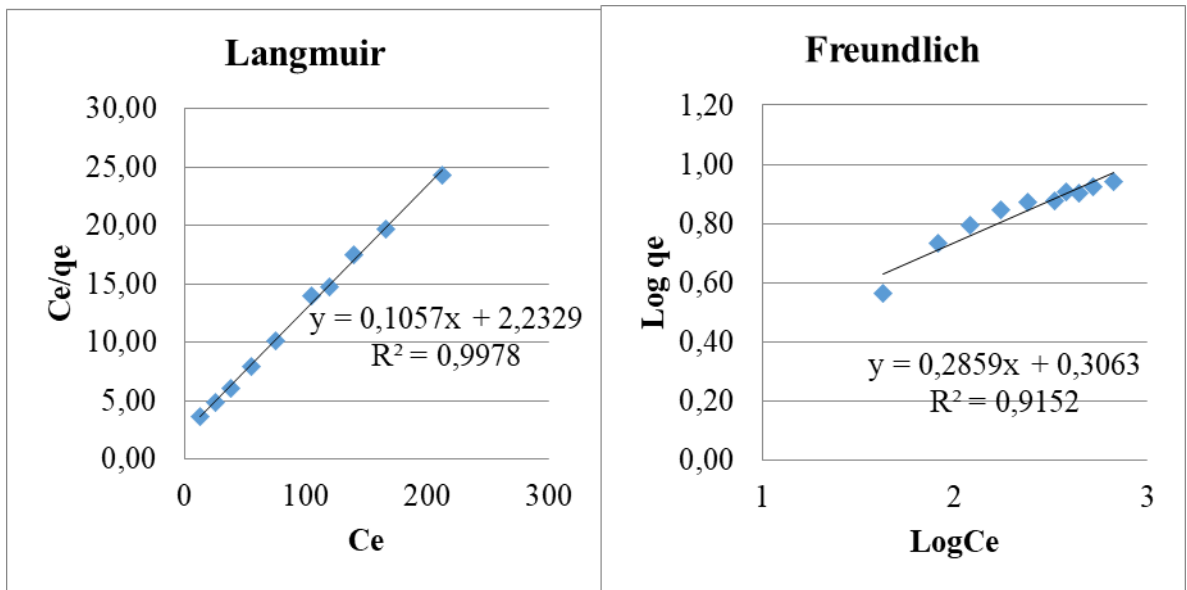 Langmuir
Ce/qe
30,00
25,00
20,00
15,00
10,00
5,00
0,00
y = 0,1057x + 2,2329
R² = 0,9978
0 100 200 300
Ce
Freundlich
Log qe
1,20
1,00
0,80
0,60
0,40
0,20
0,00
y = 0,2859x + 0,3063
R² = 0,9152
1 2 3
LogCe